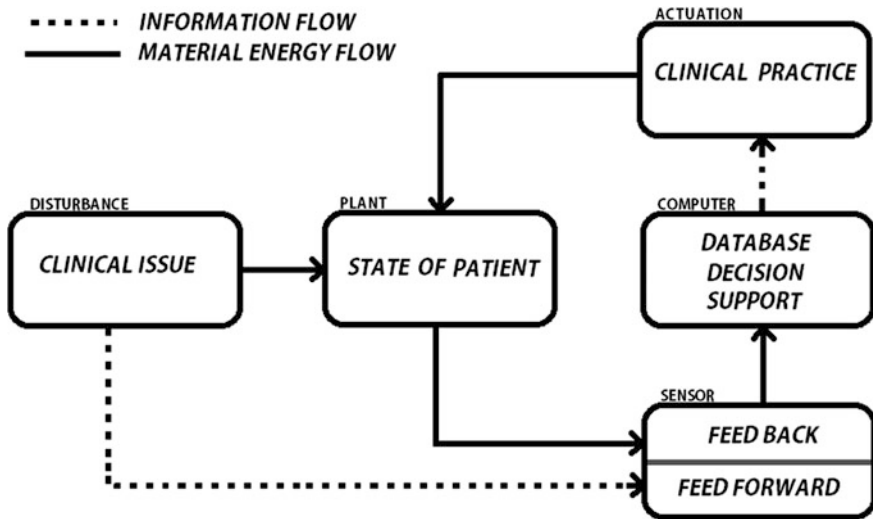 INFORMATION FLOW
MATERIAL ENERGY FLOW
ACTUATION
CLINICAL PRACTICE
DISTURBANCE
CLINICAL ISSUE
PLANT
STATE OF PATIENT
COMPUTER
DATABASE
DECISION
SUPPORT
SENSOR
FEED BACK
FEED FORWARD